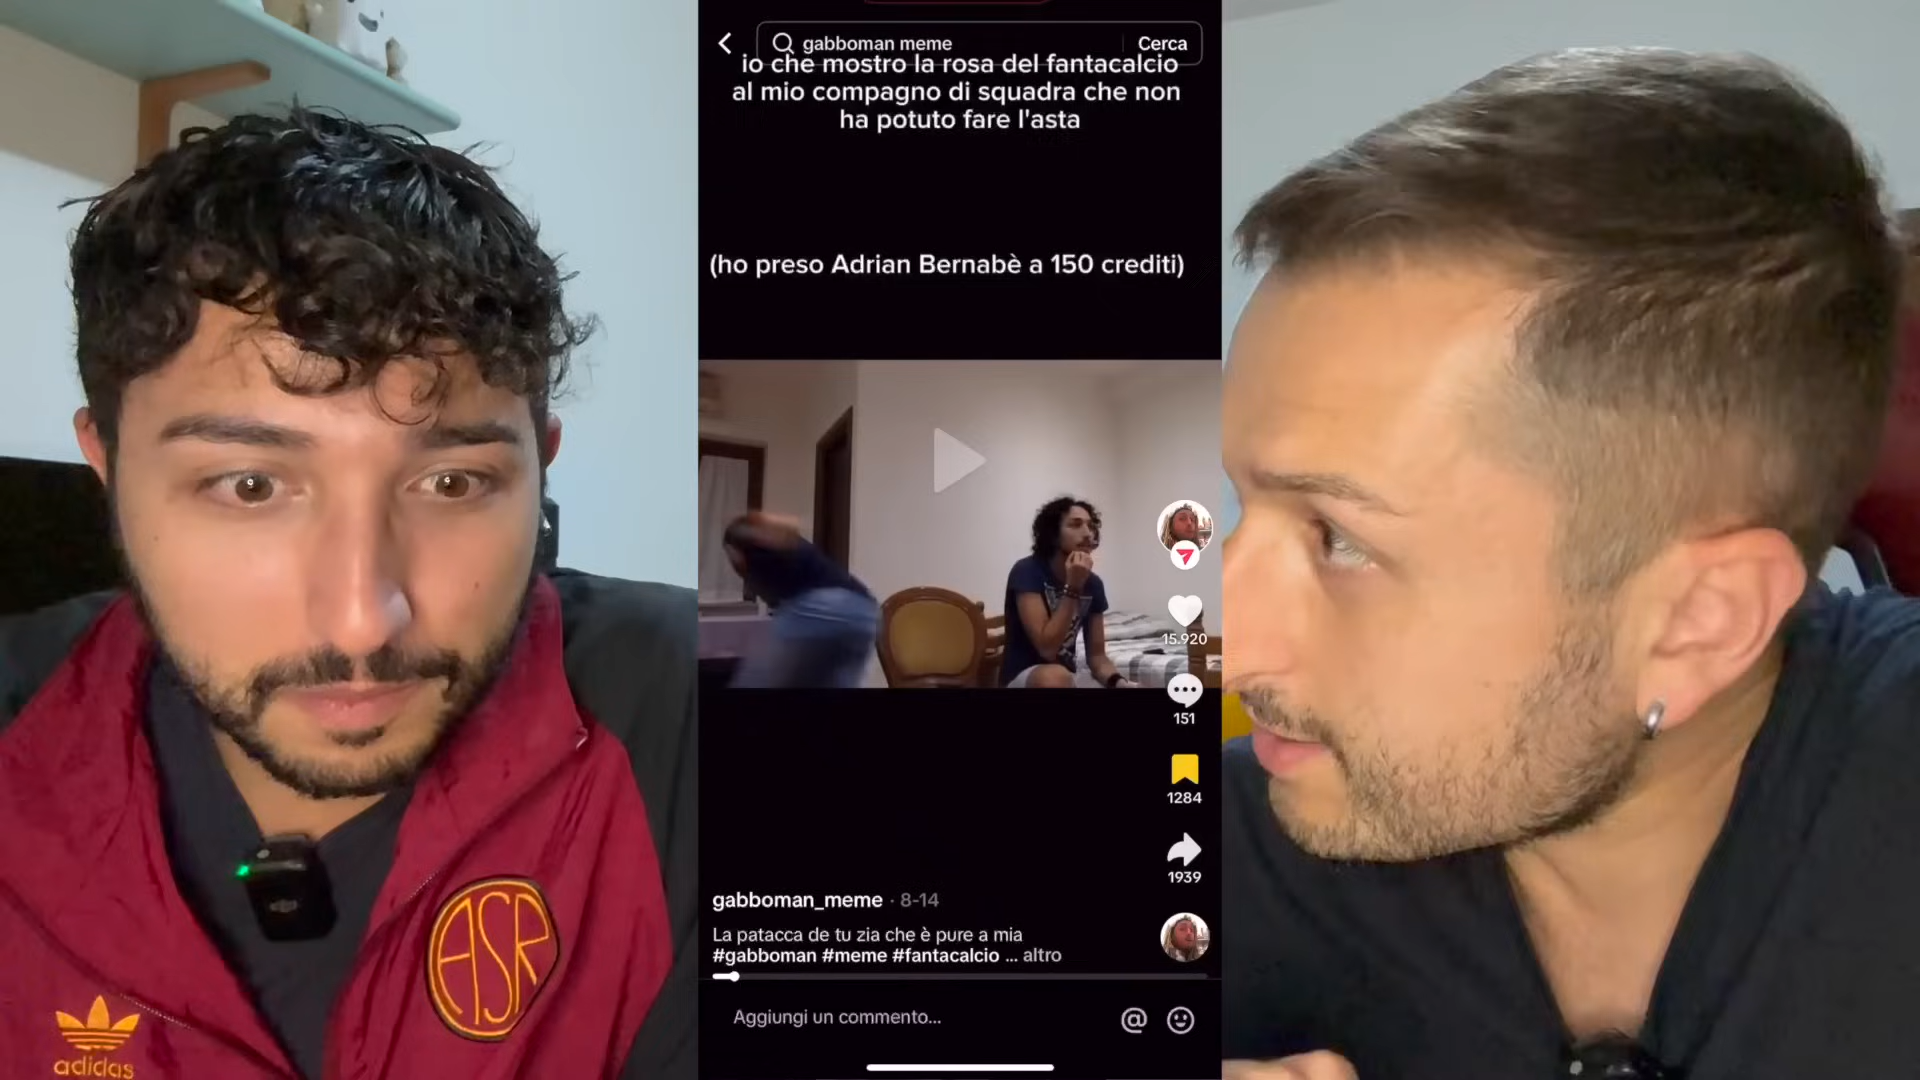 gabboman meme
Cerca
io che mostro la rosa del fantacalcio
al mio compagno di squadra che non
ha potuto fare l'asta
(ho preso Adrian Bernabè a 150 crediti)
15.920
151
1284
1939
gabboman_meme · 8-14
La patacca de tu zia che è pure a mia
#gabboman #meme #fantacalcio ... altro
Aggiungi un commento...
@
ASR
adidas